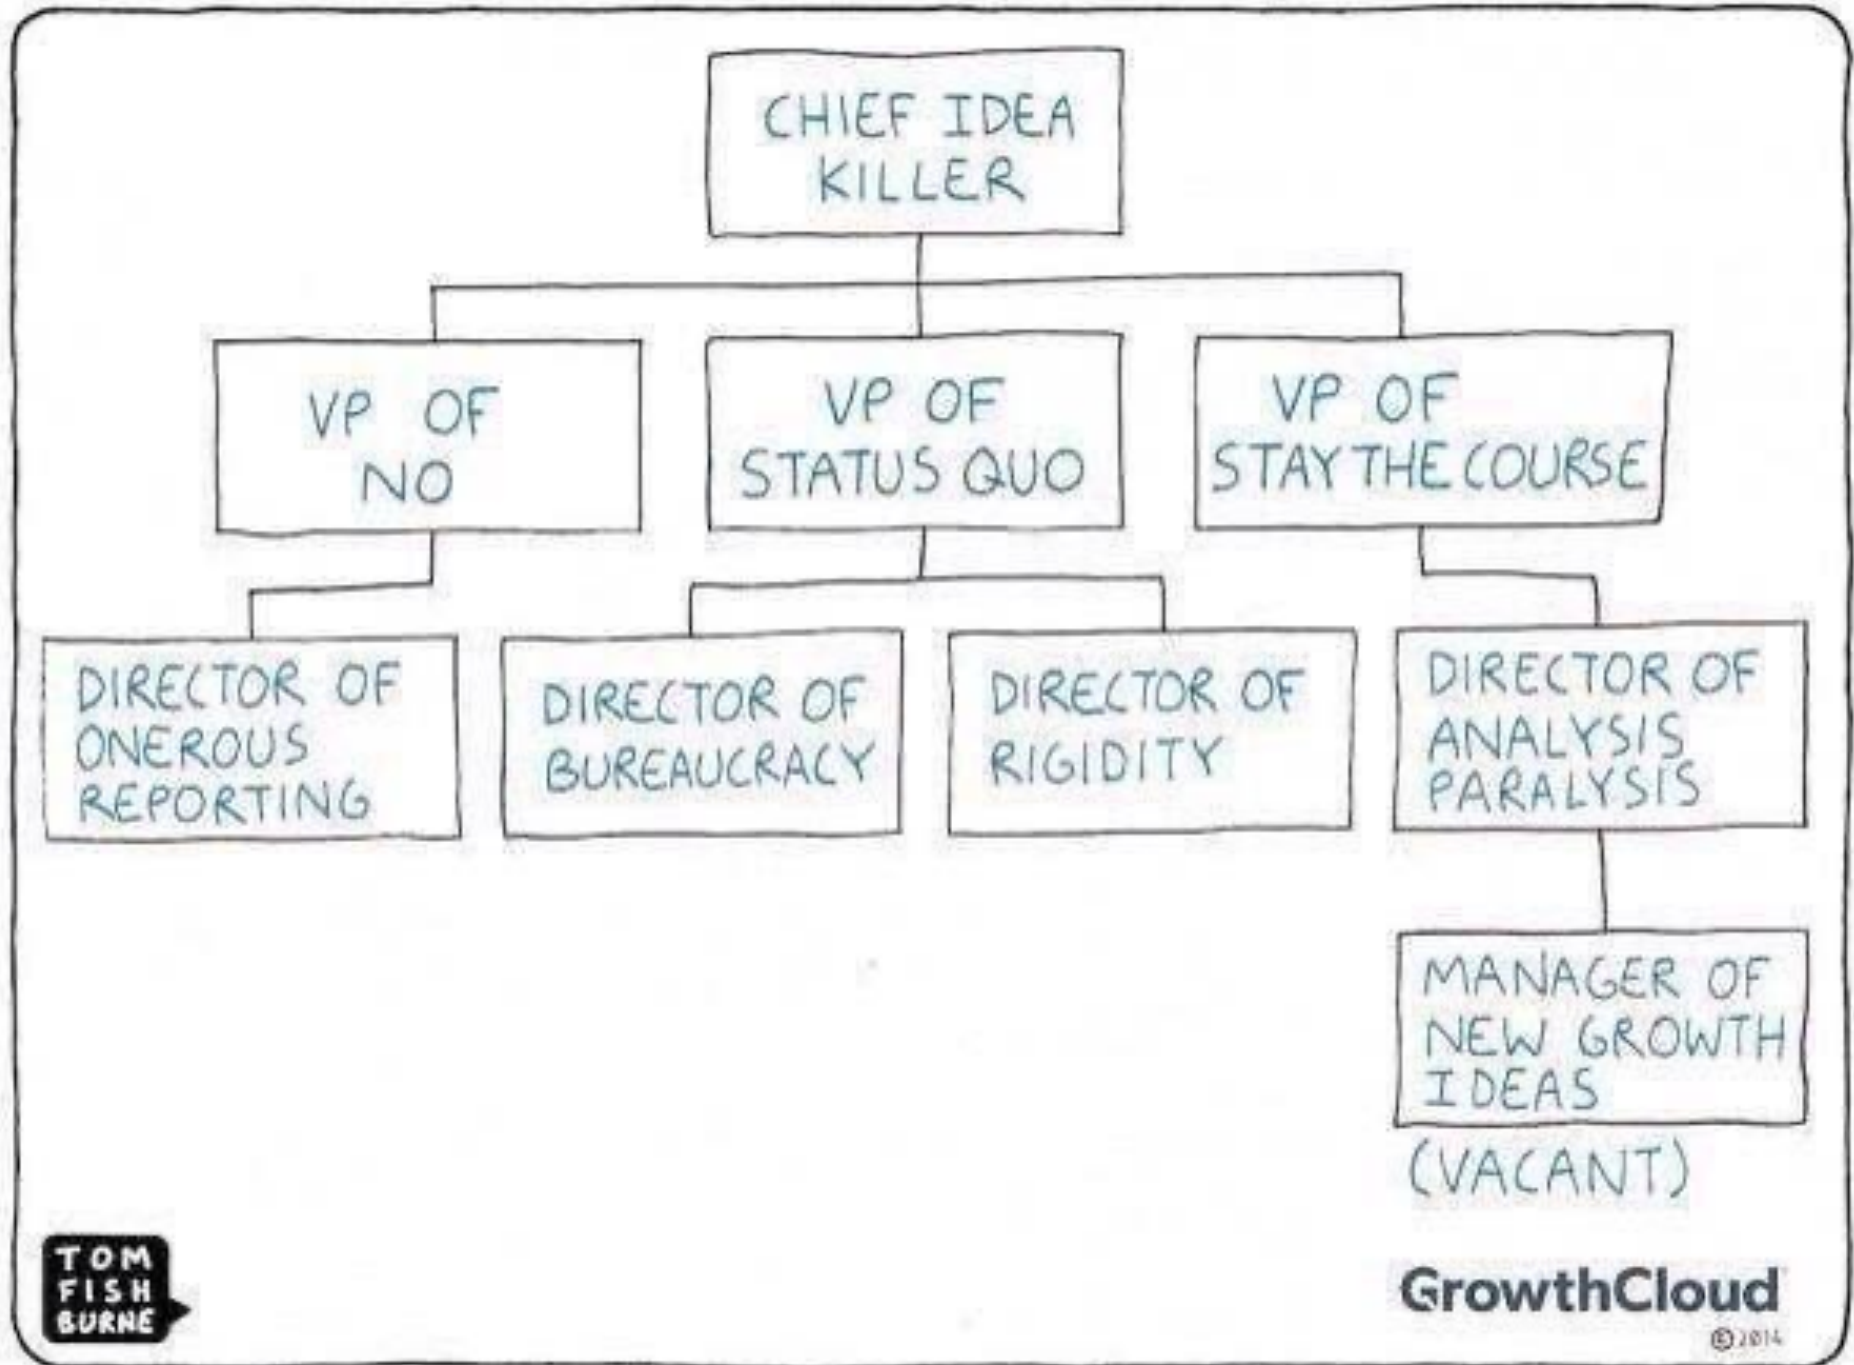 CHIEF IDEA
KILLER
VP OF
NO
VP OF
STATUS QUO
VP OF
STAY THE COURSE
DIRECTOR OF
ONEROUS
REPORTING
DIRECTOR OF
BUREAUCRACY
DIRECTOR OF
RIGIDITY
DIRECTOR OF
ANALYSIS
PARALYSIS
MANAGER OF
NEW GROWTH
IDEAS
(VACANT)
TOM
FISH
BURNE
GrowthCloud
©2014